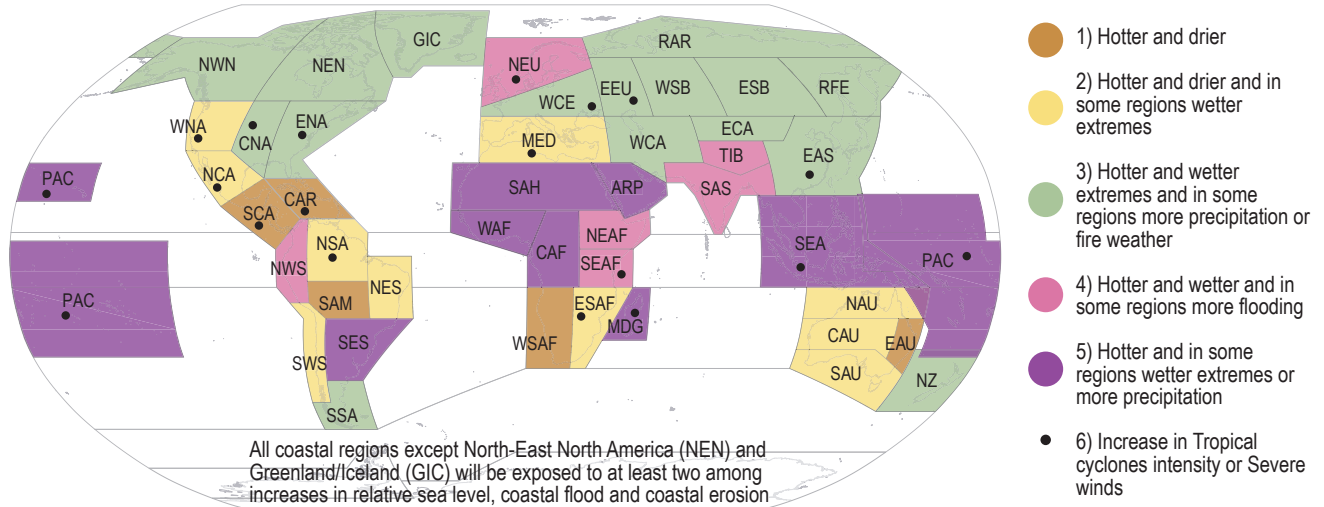 GIC
RAR
NWN
NEN
NEU
WCE
EEU
WSB
ESB
RFE
WNA
CNA
ENA
MED
WCA
ECA
TIB
EAS
PAC
NCA
SCA
CAR
SAH
ARP
SAS
WAF
CAF
NEAF
SEAF
SEA
PAC
NWS
NSA
SAM
NES
PAC
SWS
SES
SSA
WSAF
ESAF
MDG
NAU
CAU
EAU
SAU
NZ
All coastal regions except North-East North America (NEN) and
Greenland/Iceland (GIC) will be exposed to at least two among
increases in relative sea level, coastal flood and coastal erosion
1) Hotter and drier
2) Hotter and drier and in
some regions wetter
extremes
3) Hotter and wetter
extremes and in some
regions more precipitation or
fire weather
4) Hotter and wetter and in
some regions more flooding
5) Hotter and in some
regions wetter extremes or
more precipitation
6) Increase in Tropical
cyclones intensity or Severe
winds